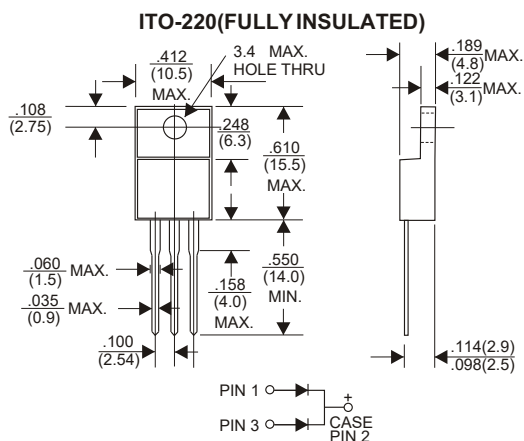 ITO-220(FULLY INSULATED)
.412
(10.5)
MAX.
3.4 MAX.
HOLE THRU
.189
(4.8)
MAX.
.122
(3.1)
MAX.
.108
(2.75)
.248
(6.3)
.610
(15.5)
MAX.
.060
(1.5)
MAX.
.158
(4.0)
MAX.
.550
(14.0)
MIN.
.035
(0.9)
MAX.
.100
(2.54)
.114(2.9)
.098(2.5)
PIN 1
+
CASE
PIN 2
PIN 3